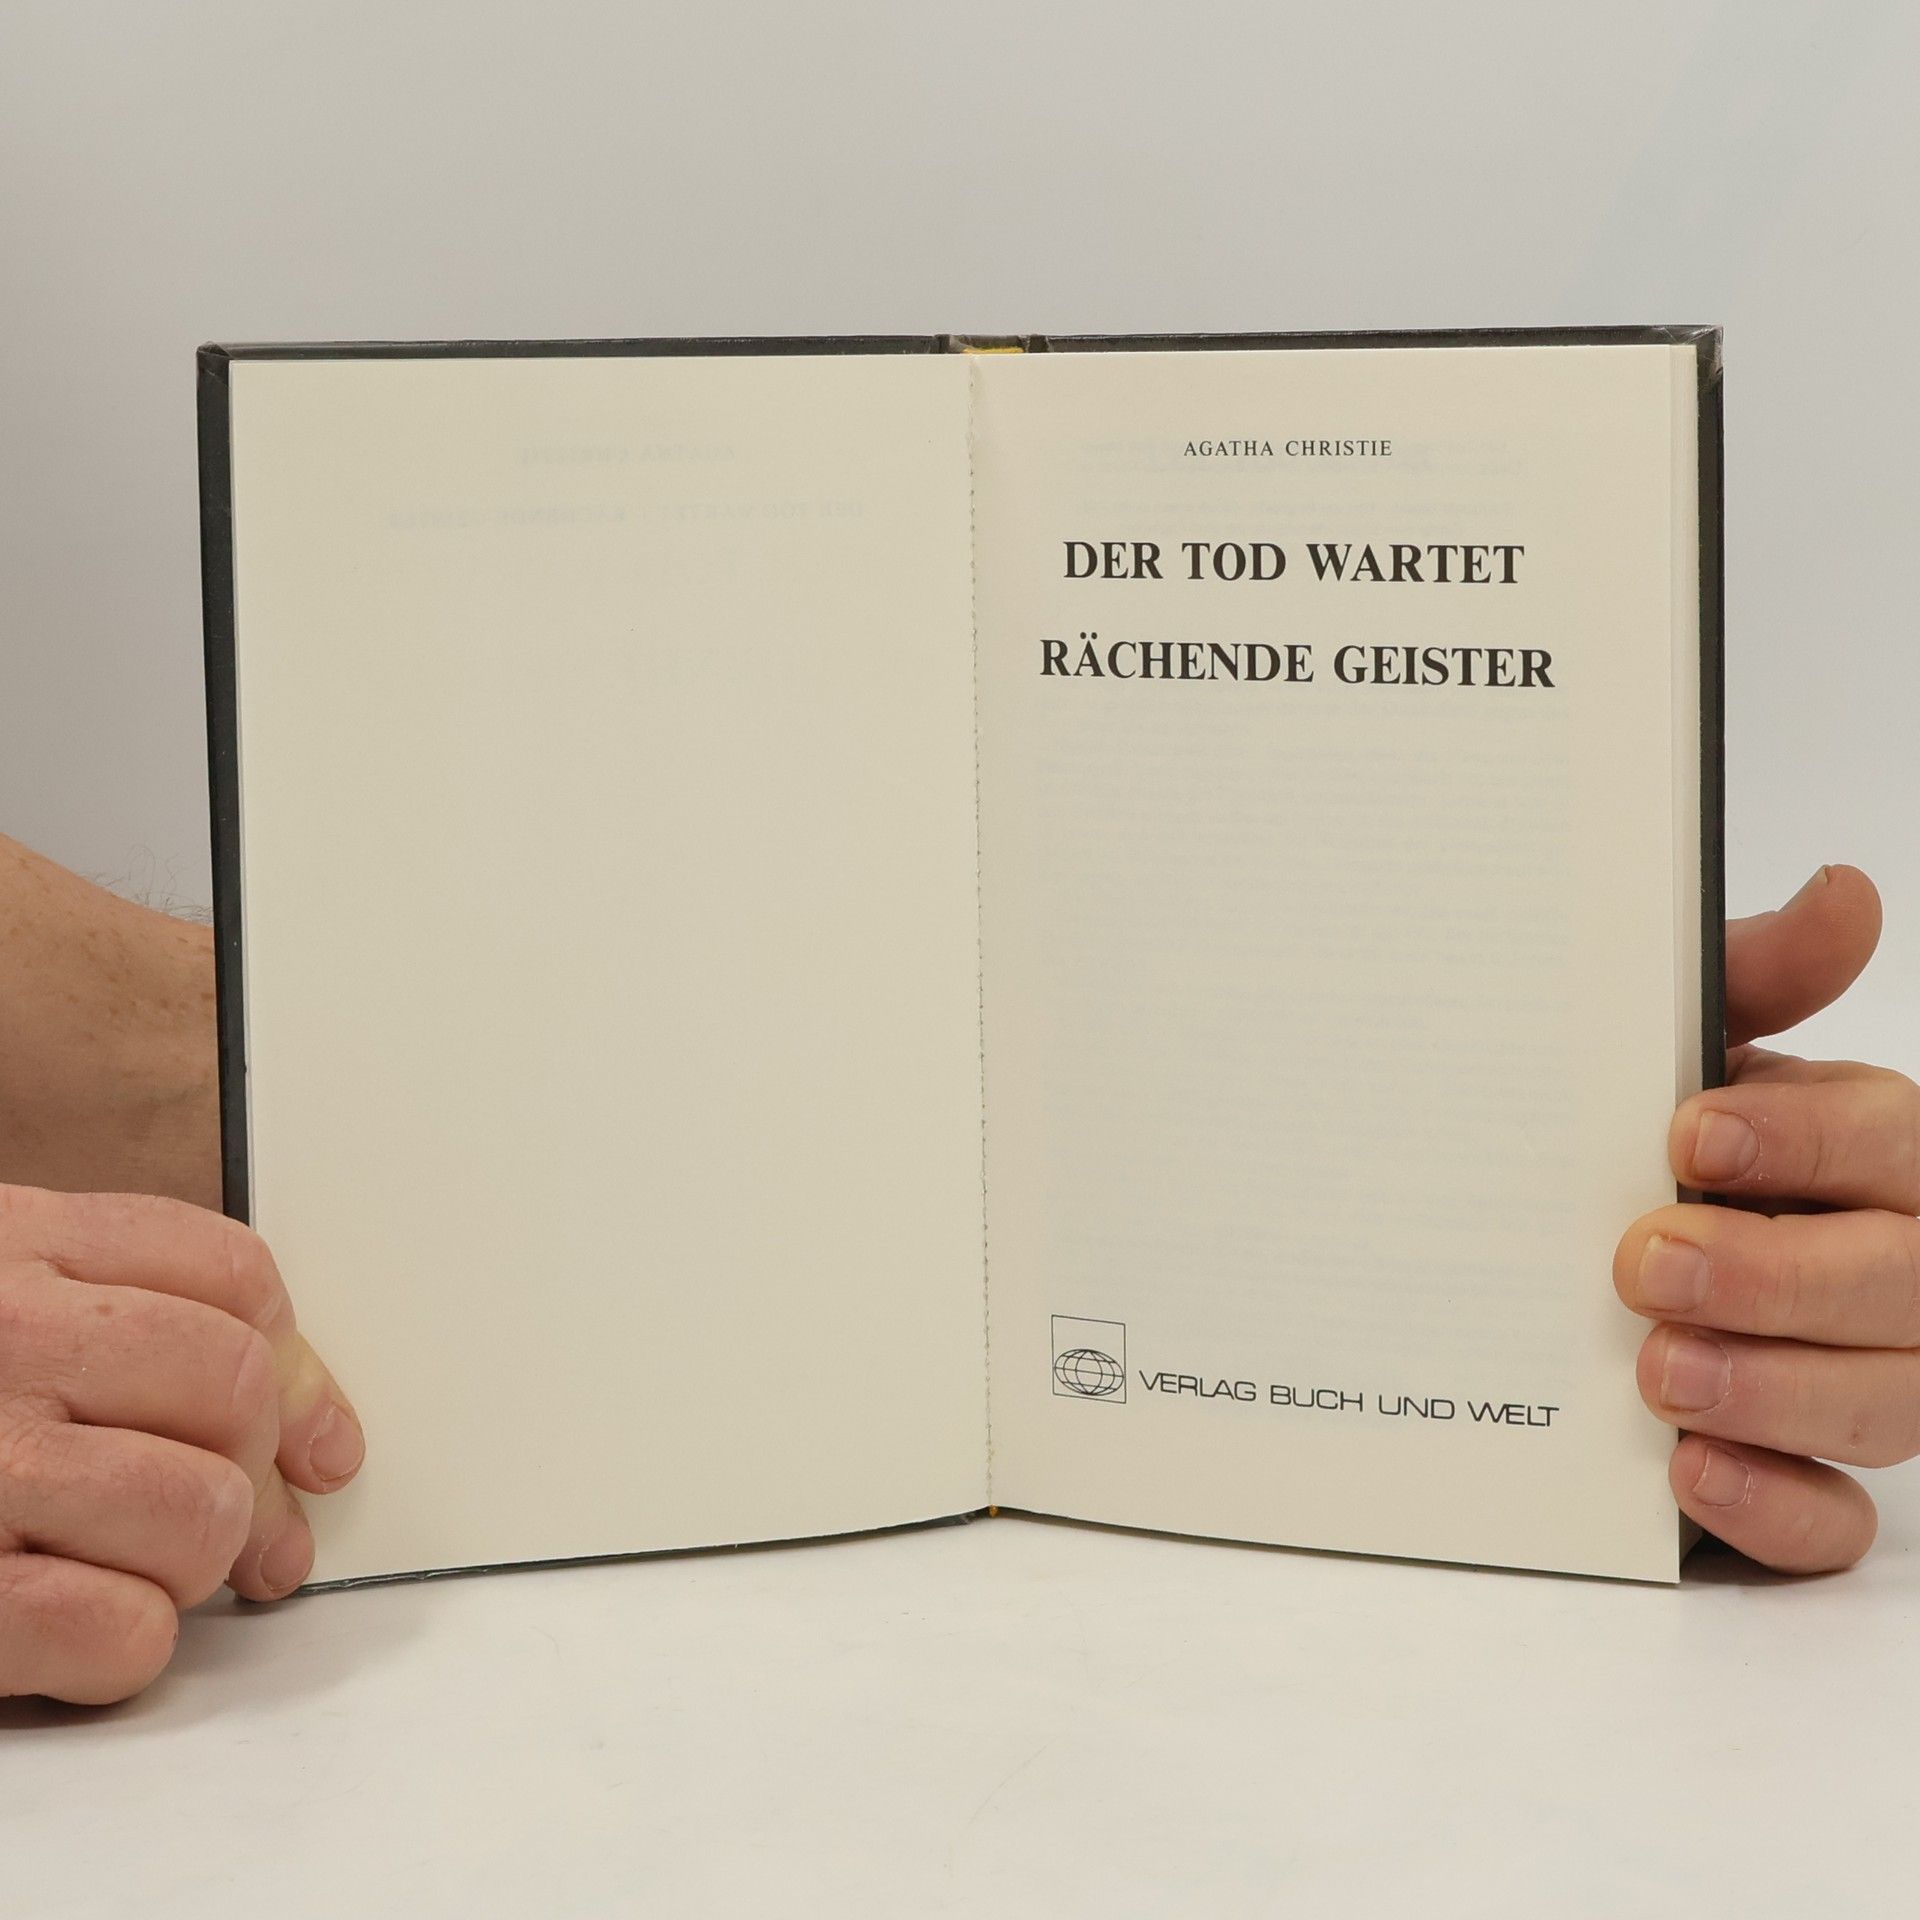 AGATHA CHRISTIE
DER TOD WARTET
RÄCHENDE GEISTER
VERLAG BUCH UND WELT